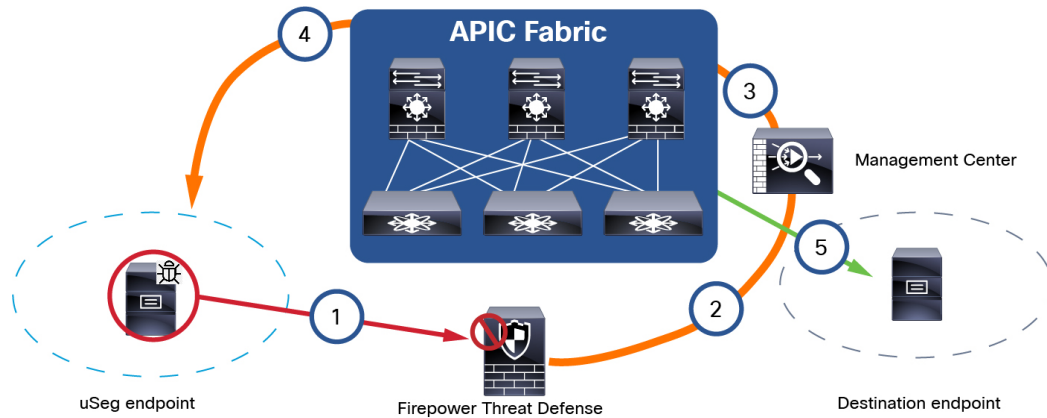 APIC Fabric
4
3
Management Center
5
2
1
uSeg endpoint
Firepower Threat Defense
Destination endpoint